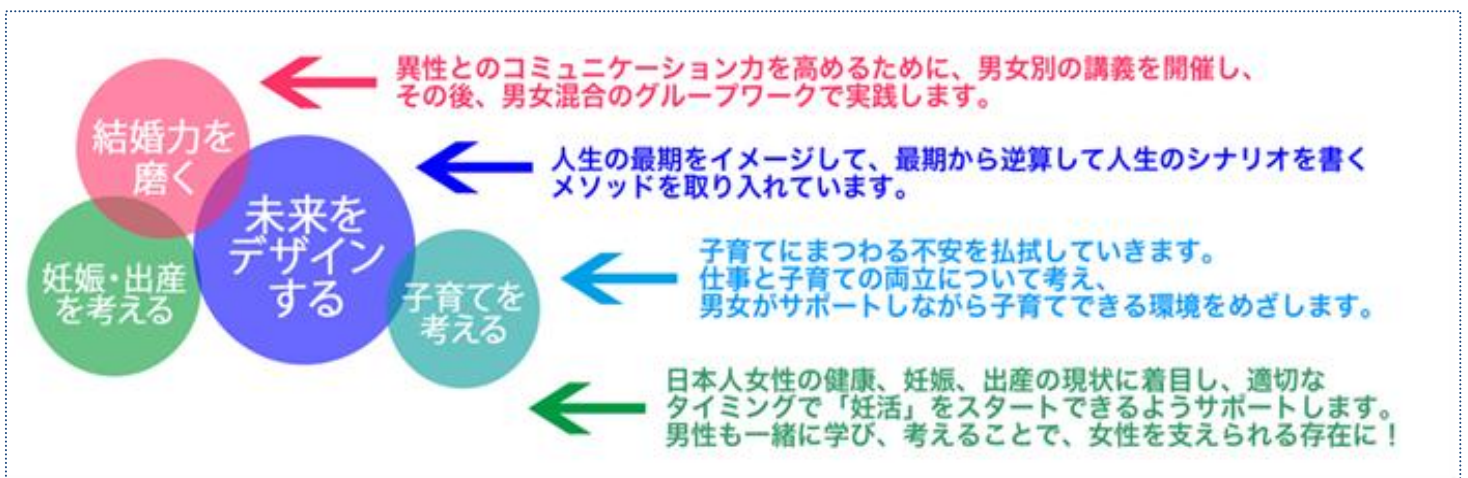 結婚力を
磨く
異性とのコミュニケーション力を高めるために、男女別の講義を開催し、
その後、男女混合のグループワークで実践します。
未来を
デザイン
する
人生の最期をイメージして、最期から逆算して人生のシナリオを書く
メソッドを取り入れています。
子育てを
考える
子育てにまつわる不安を払拭していきます。
仕事と子育ての両立について考え、
男女がサポートしながら子育てできる環境をめざします。
妊娠・出産
を考える
日本人女性の健康、妊娠、出産の現状に着目し、適切な
タイミングで「妊活」をスタートできるようサポートします。
男性も一緒に学び、考えることで、女性を支えられる存在に！